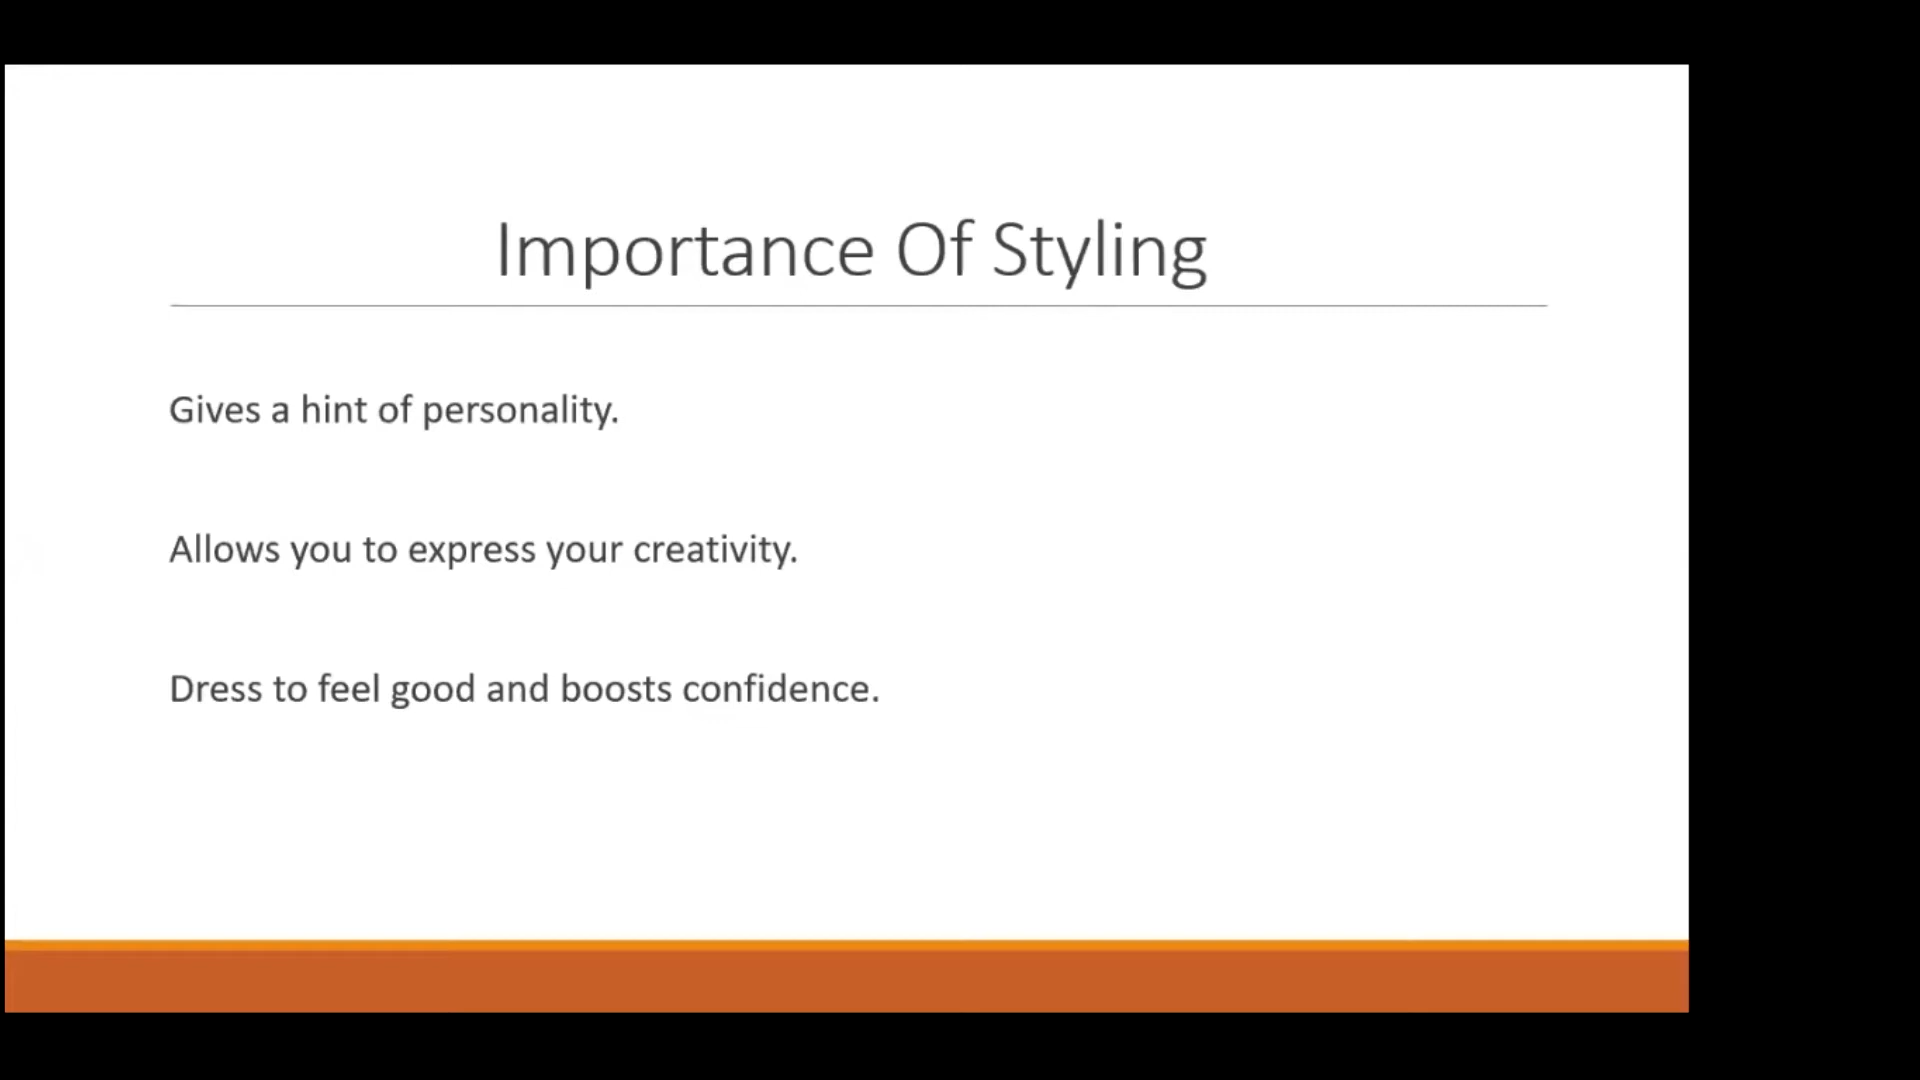 Importance Of Styling
Gives a hint of personality.
Allows you to express your creativity.
Dress to feel good and boosts confidence.